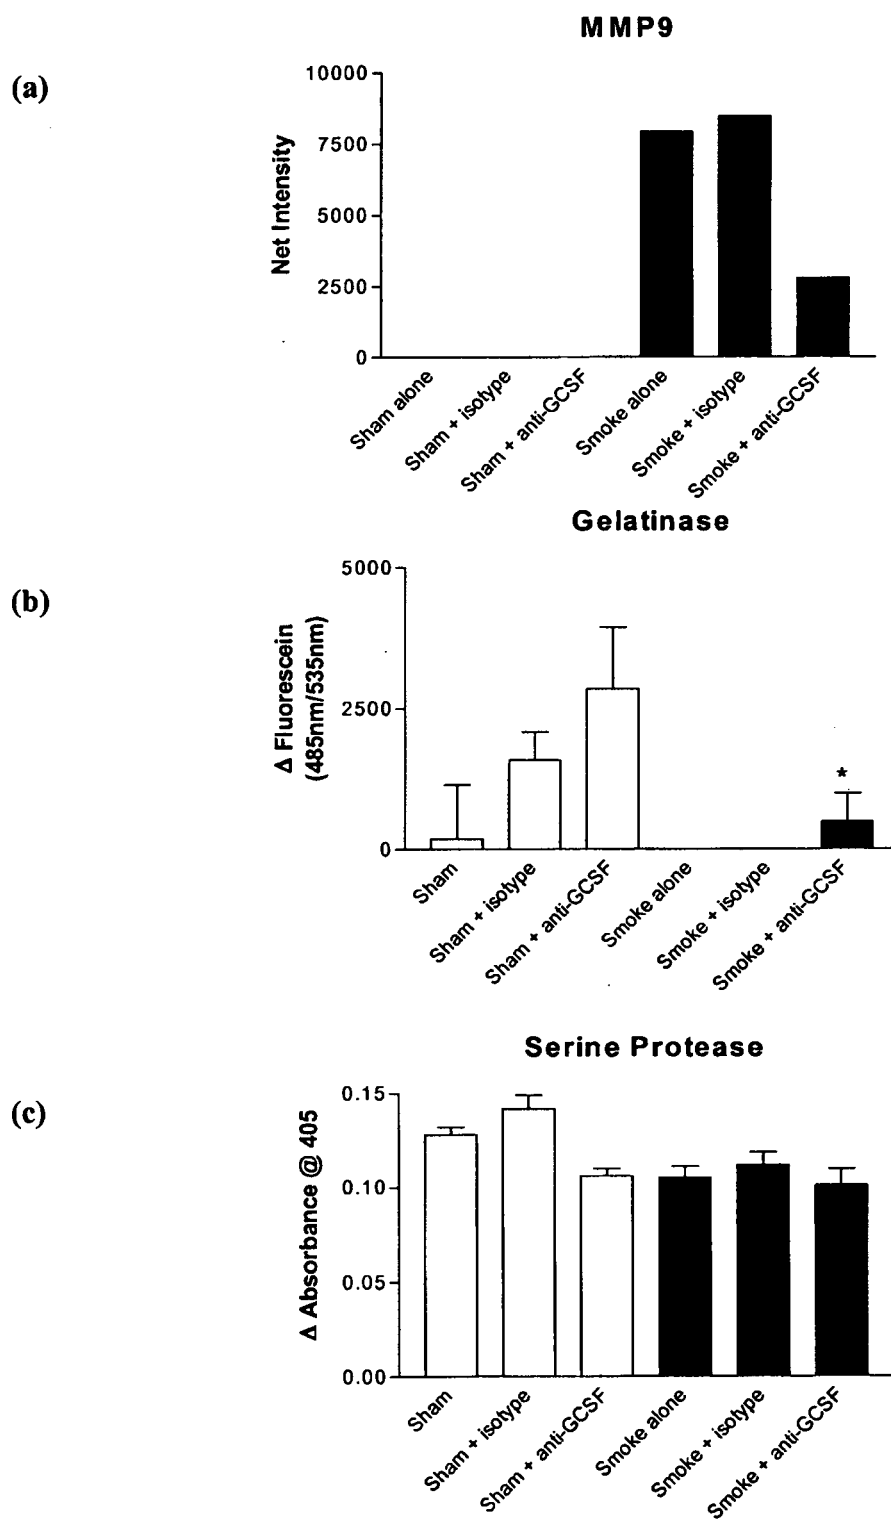 MMP9
(a)
10000
7500
5000
2500
0
Net Intensity
Sham alone
Sham + isotype
Sham + anti-GCSF
Smoke alone
Smoke + isotype
Smoke + anti-GCSF
Gelatinase
(b)
5000
2500
0
Δ Fluorescein
(485nm/535nm)
*
Sham
Sham + isotype
Sham + anti-GCSF
Smoke alone
Smoke + isotype
Smoke + anti-GCSF
Serine Protease
(c)
0.15
0.10
0.05
0.00
Δ Absorbance @ 405
Sham
Sham + isotype
Sham + anti-GCSF
Smoke alone
Smoke + isotype
Smoke + anti-GCSF